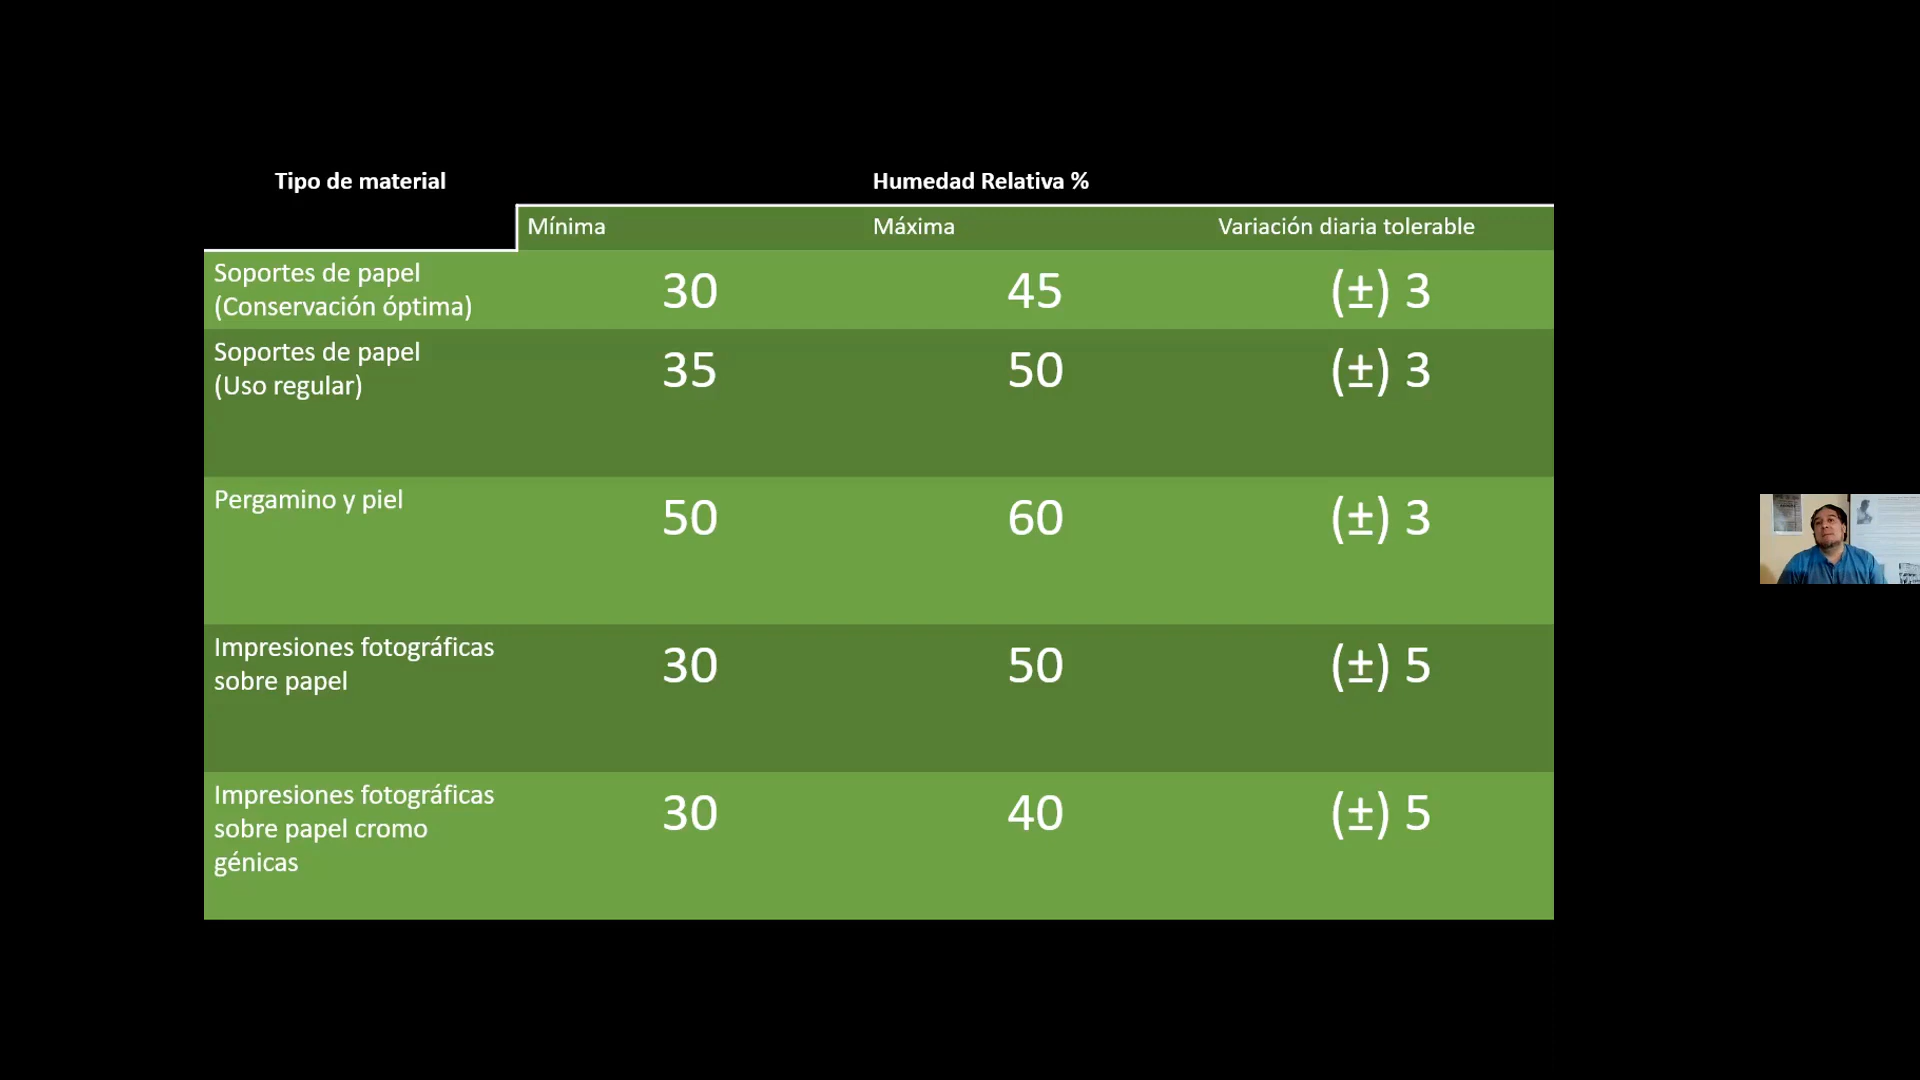 Tipo de material Humedad Relativa %
Mínima Máxima Variación diaria tolerable
Soportes de papel
(Conservación óptima) 30 45 (±) 3
Soportes de papel
(Uso regular) 35 50 (±) 3
Pergamino y piel 50 60 (±) 3
Impresiones fotográficas
sobre papel 30 50 (±) 5
Impresiones fotográficas
sobre papel cromo
génicas 30 40 (±) 5